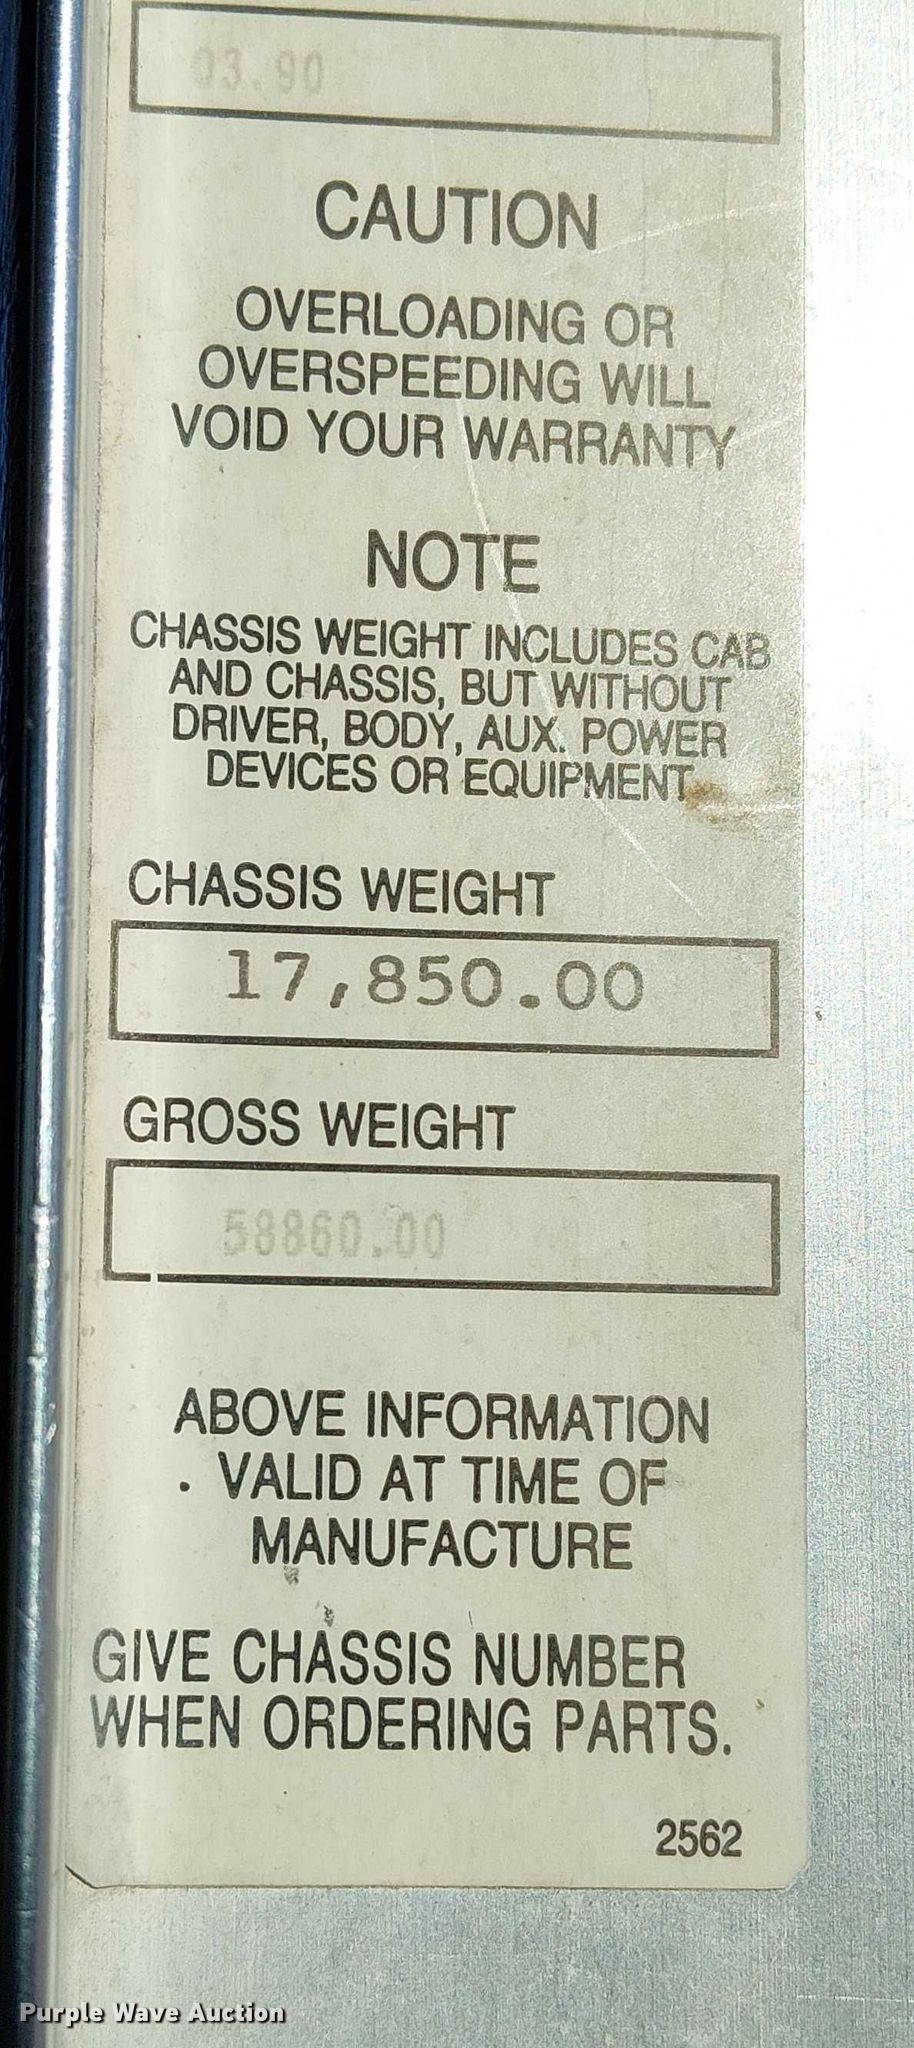 03.90
CAUTION
OVERLOADING OR
OVERSPEEDING WILL
VOID YOUR WARRANTY
NOTE
CHASSIS WEIGHT INCLUDES CAB
AND CHASSIS, BUT WITHOUT
DRIVER, BODY, AUX. POWER
DEVICES OR EQUIPMENT
CHASSIS WEIGHT
17,850.00
GROSS WEIGHT
58860.00
ABOVE INFORMATION
VALID AT TIME OF
MANUFACTURE
GIVE CHASSIS NUMBER
WHEN ORDERING PARTS.
2562
Purple Wave Auction